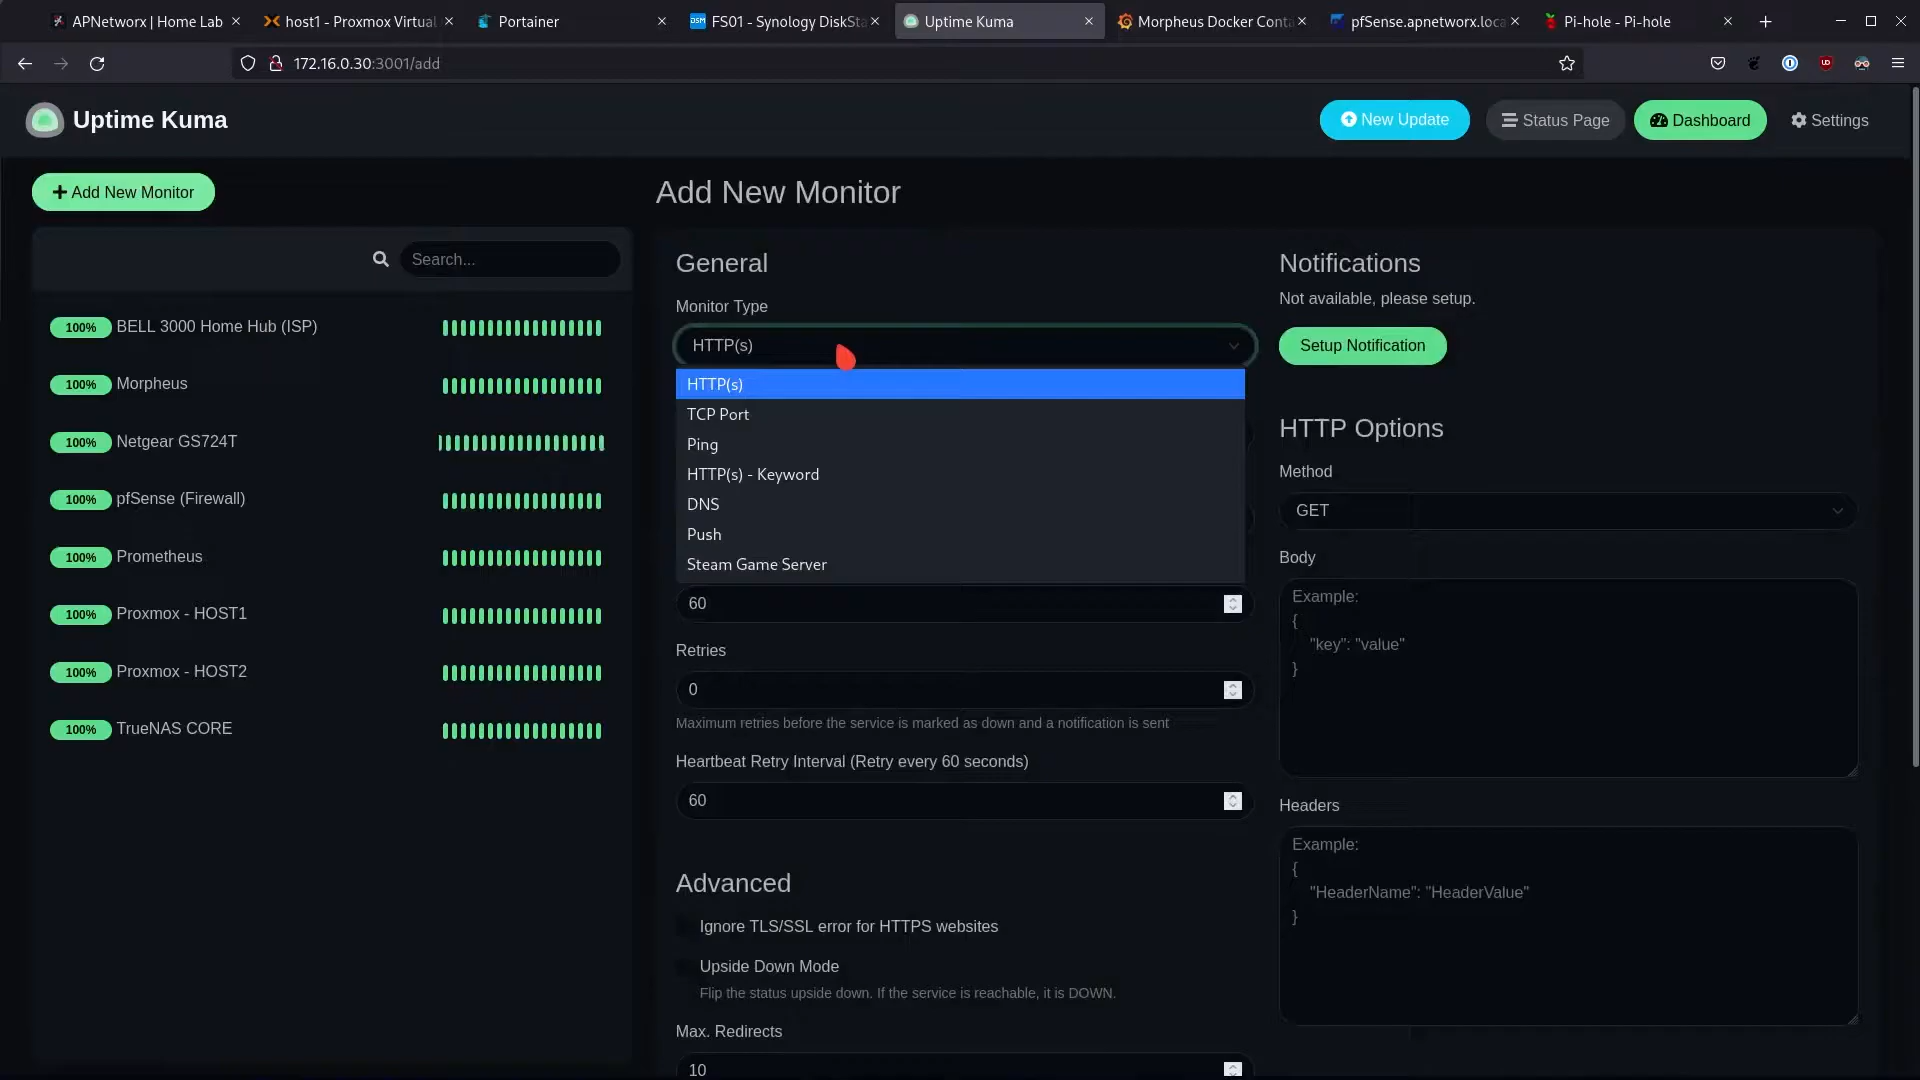 APNetworx | Home Lab
host1 - Proxmox Virtual
Portainer
FS01 - Synology DiskSta
Uptime Kuma
Morpheus Docker Conta
pfSense.apnetworx.loca
Pi-hole - Pi-hole
172.16.0.30:3001/add
Uptime Kuma
New Update
Status Page
Dashboard
Settings
Add New Monitor
Search...
100% BELL 3000 Home Hub (ISP)
100% Morpheus
100% Netgear GS724T
100% pfSense (Firewall)
100% Prometheus
100% Proxmox - HOST1
100% Proxmox - HOST2
100% TrueNAS CORE
Add New Monitor
General
Monitor Type
HTTP(s)
HTTP(s)
TCP Port
Ping
HTTP(s) - Keyword
DNS
Push
Steam Game Server
60
Retries
0
Maximum retries before the service is marked as down and a notification is sent
Heartbeat Retry Interval (Retry every 60 seconds)
60
Advanced
Ignore TLS/SSL error for HTTPS websites
Upside Down Mode
Flip the status upside down. If the service is reachable, it is DOWN.
Max. Redirects
10
Notifications
Not available, please setup.
Setup Notification
HTTP Options
Method
GET
Body
Example:
{
"key": "value"
}
Headers
Example:
{
"HeaderName": "HeaderValue"
}